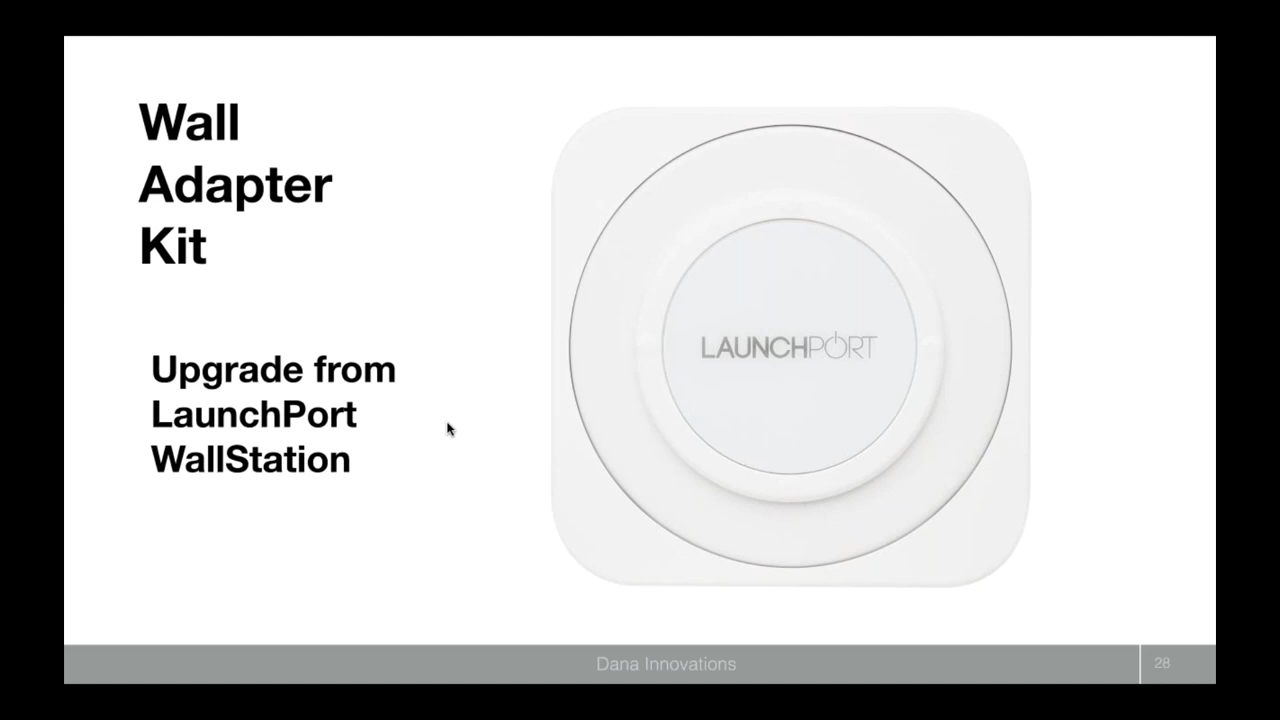 Wall
Adapter
Kit
Upgrade from
LaunchPort
WallStation
LAUNCHPORT
Dana Innovations
28